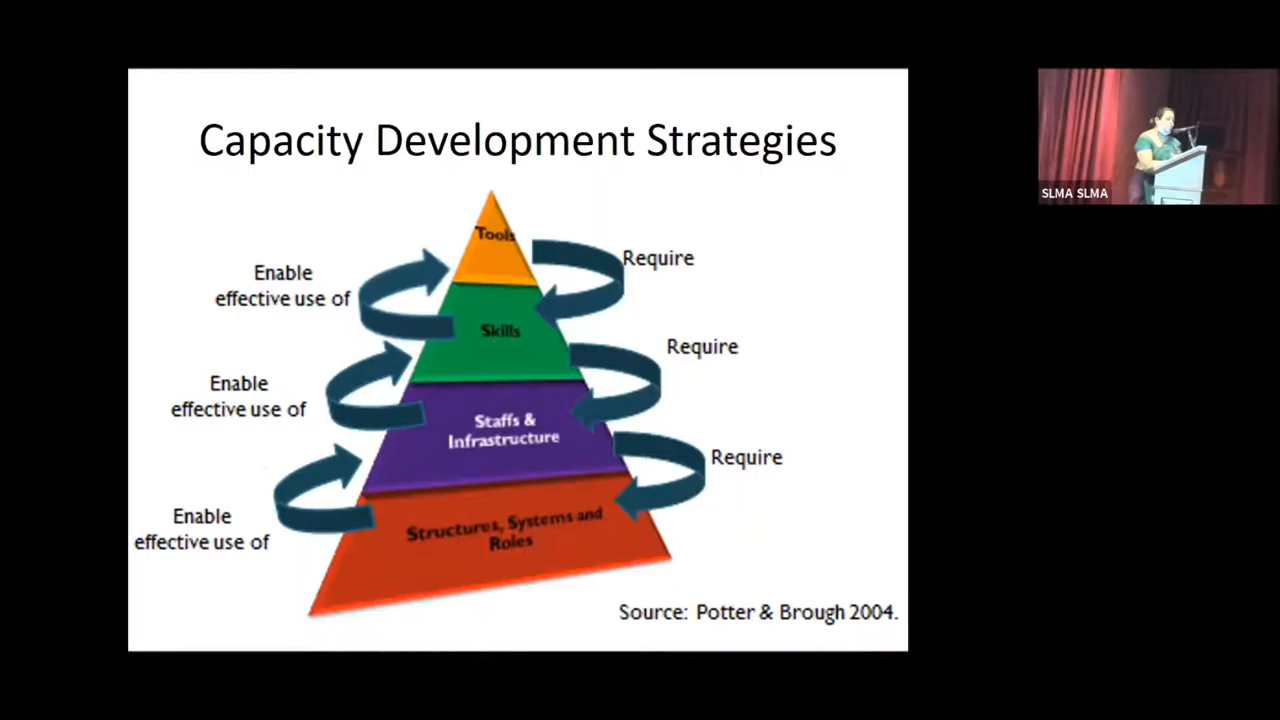 Capacity Development Strategies
Tools
Require
Enable
effective use of
Skills
Require
Enable
effective use of
Staffs &
Infrastructure
Require
Enable
effective use of
Structures, Systems and
Roles
Source: Potter & Brough 2004.
SLMA SLMA